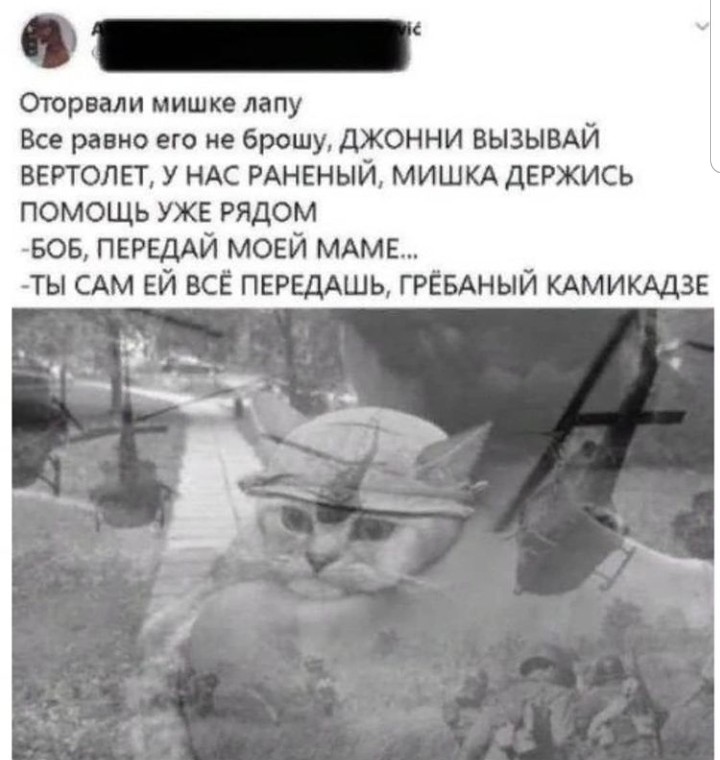 ić
Оторвали мишке лапу
Все равно его не брошу, ДЖОННИ ВЫЗЫВАЙ
ВЕРТОЛЕТ, У НАС РАНЕНЫЙ, МИШКА ДЕРЖИСЬ
ПОМОЩЬ УЖЕ РЯДОМ
-БОБ, ПЕРЕДАЙ МОЕЙ МАМЕ...
-ТЫ САМ ЕЙ ВСЁ ПЕРЕДАШЬ, ГРЁБАНЫЙ КАМИКАДЗЕ